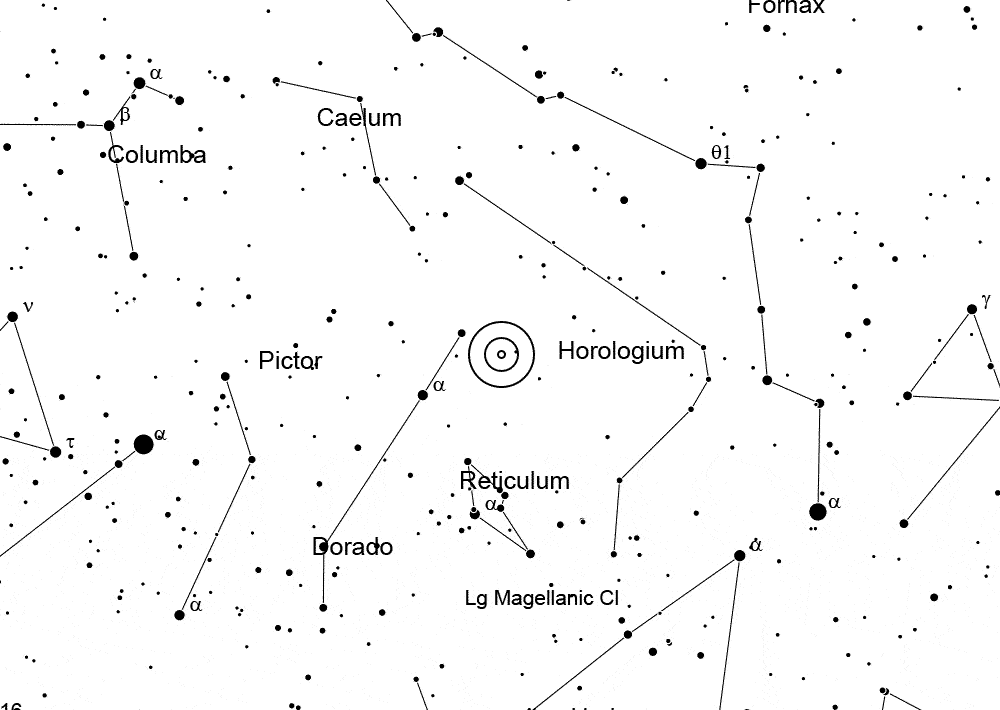 Fornax
α
β
Caelum
θ1
Columba
ν
γ
Horologium
Pictor
α
τ
α
Reticulum
α
α
Dorado
α
α
Lg Magellanic Cl
16